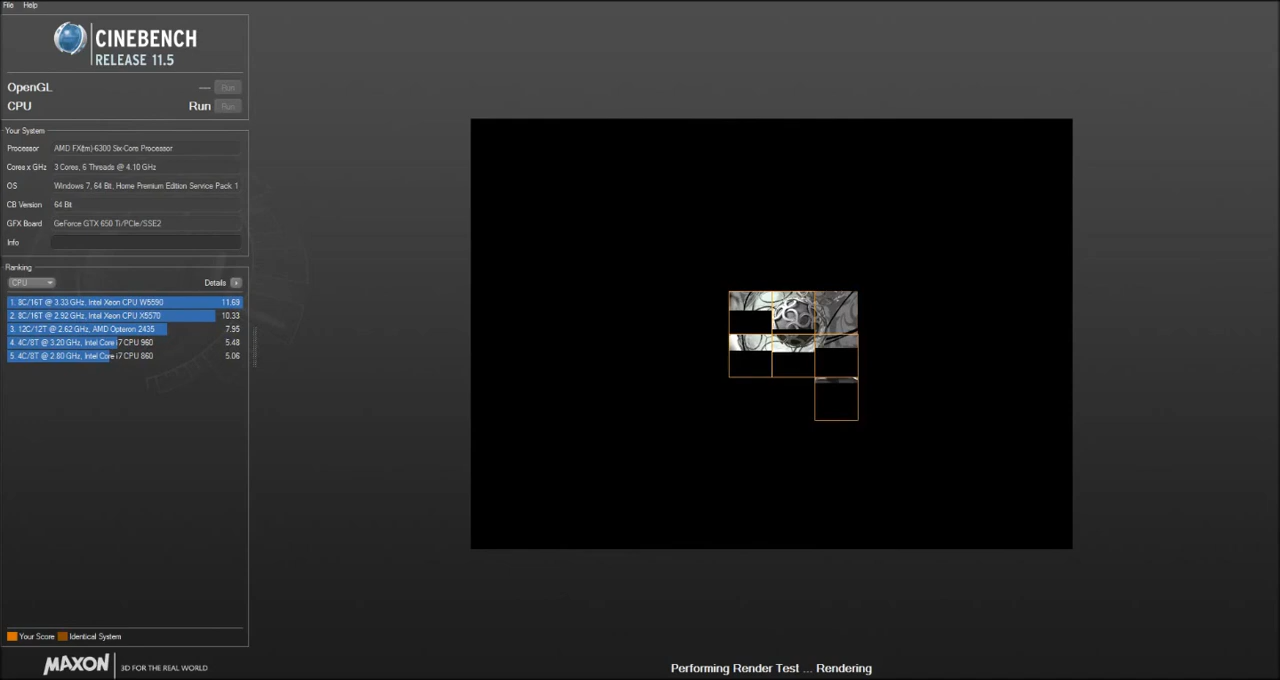 File Help
CINEBENCH
RELEASE 11.5
OpenGL --- Run
CPU Run Run
Your System
Processor AMD FX(tm)-6300 Six-Core Processor
Cores x GHz 3 Cores, 6 Threads @ 4.10 GHz
OS Windows 7, 64 Bit, Home Premium Edition Service Pack 1
CB Version 64 Bit
GFX Board GeForce GTX 650 Ti/PCIe/SSE2
Info
Ranking
CPU Details
1. 8C/16T @ 3.33 GHz, Intel Xeon CPU W5590 11.69
2. 8C/16T @ 2.92 GHz, Intel Xeon CPU X5570 10.33
3. 12C/12T @ 2.62 GHz, AMD Opteron 2435 7.95
4. 4C/8T @ 3.20 GHz, Intel Core i7 CPU 960 5.48
5. 4C/8T @ 2.80 GHz, Intel Core i7 CPU 860 5.06
Your Score Identical System
MAXON 3D FOR THE REAL WORLD
Performing Render Test ... Rendering